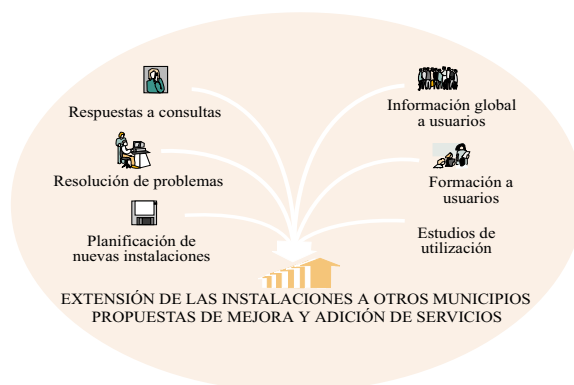 Respuestas a consultas
Resolución de problemas
Planificación de
nuevas instalaciones
Información global
a usuarios
Formación a
usuarios
Estudios de
utilización
EXTENSIÓN DE LAS INSTALACIONES A OTROS MUNICIPIOS
PROPUESTAS DE MEJORA Y ADICIÓN DE SERVICIOS